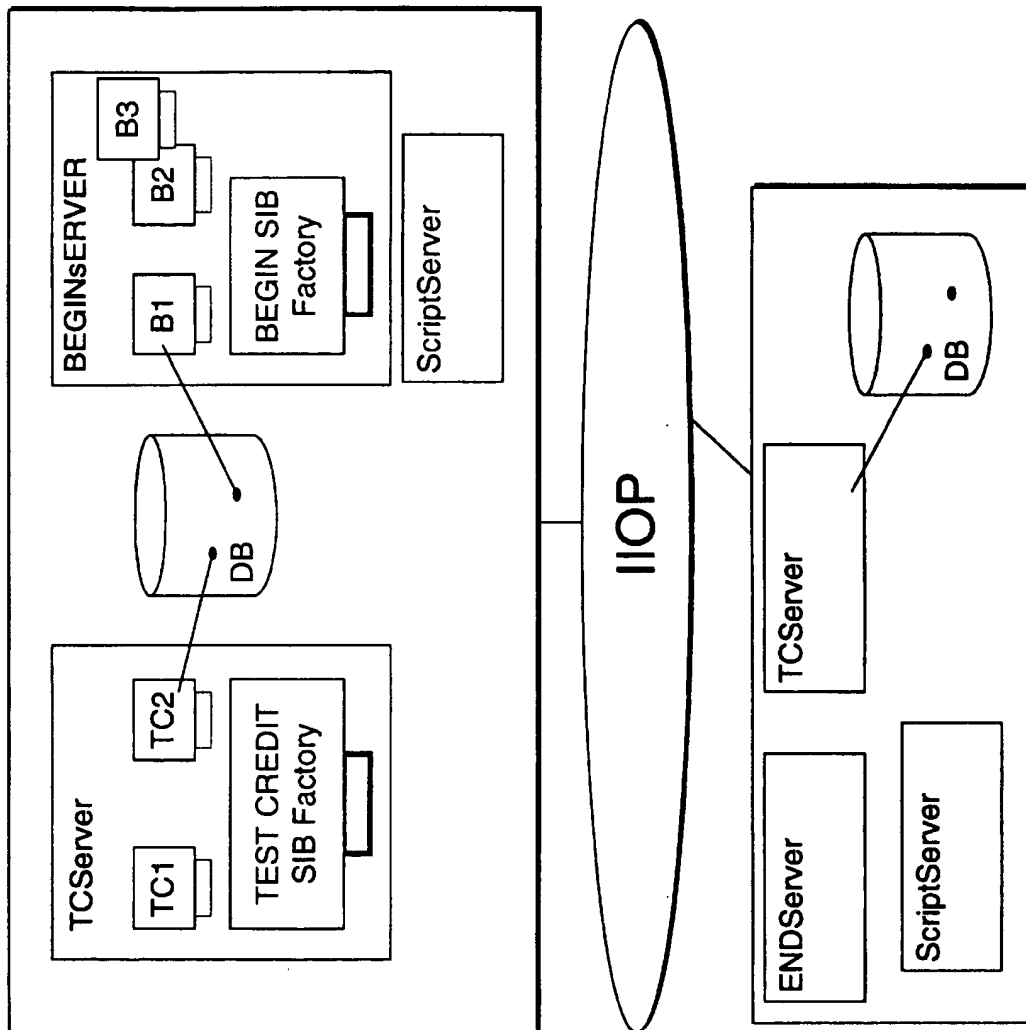 TCServer
TC1
TC2
TEST CREDIT
SIB Factory
DB
BEGINsERVER
B1
B2
B3
BEGIN SIB
Factory
ScriptServer
IIOP
ENDServer
TCServer
ScriptServer
DB